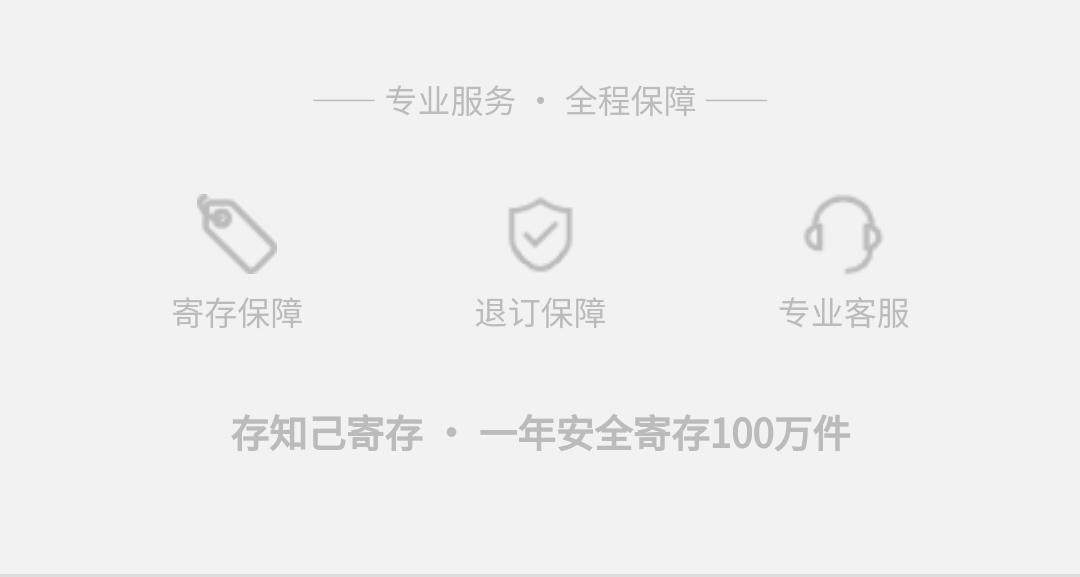 专业服务 · 全程保障
寄存保障
退订保障
专业客服
存知己寄存 · 一年安全寄存100万件